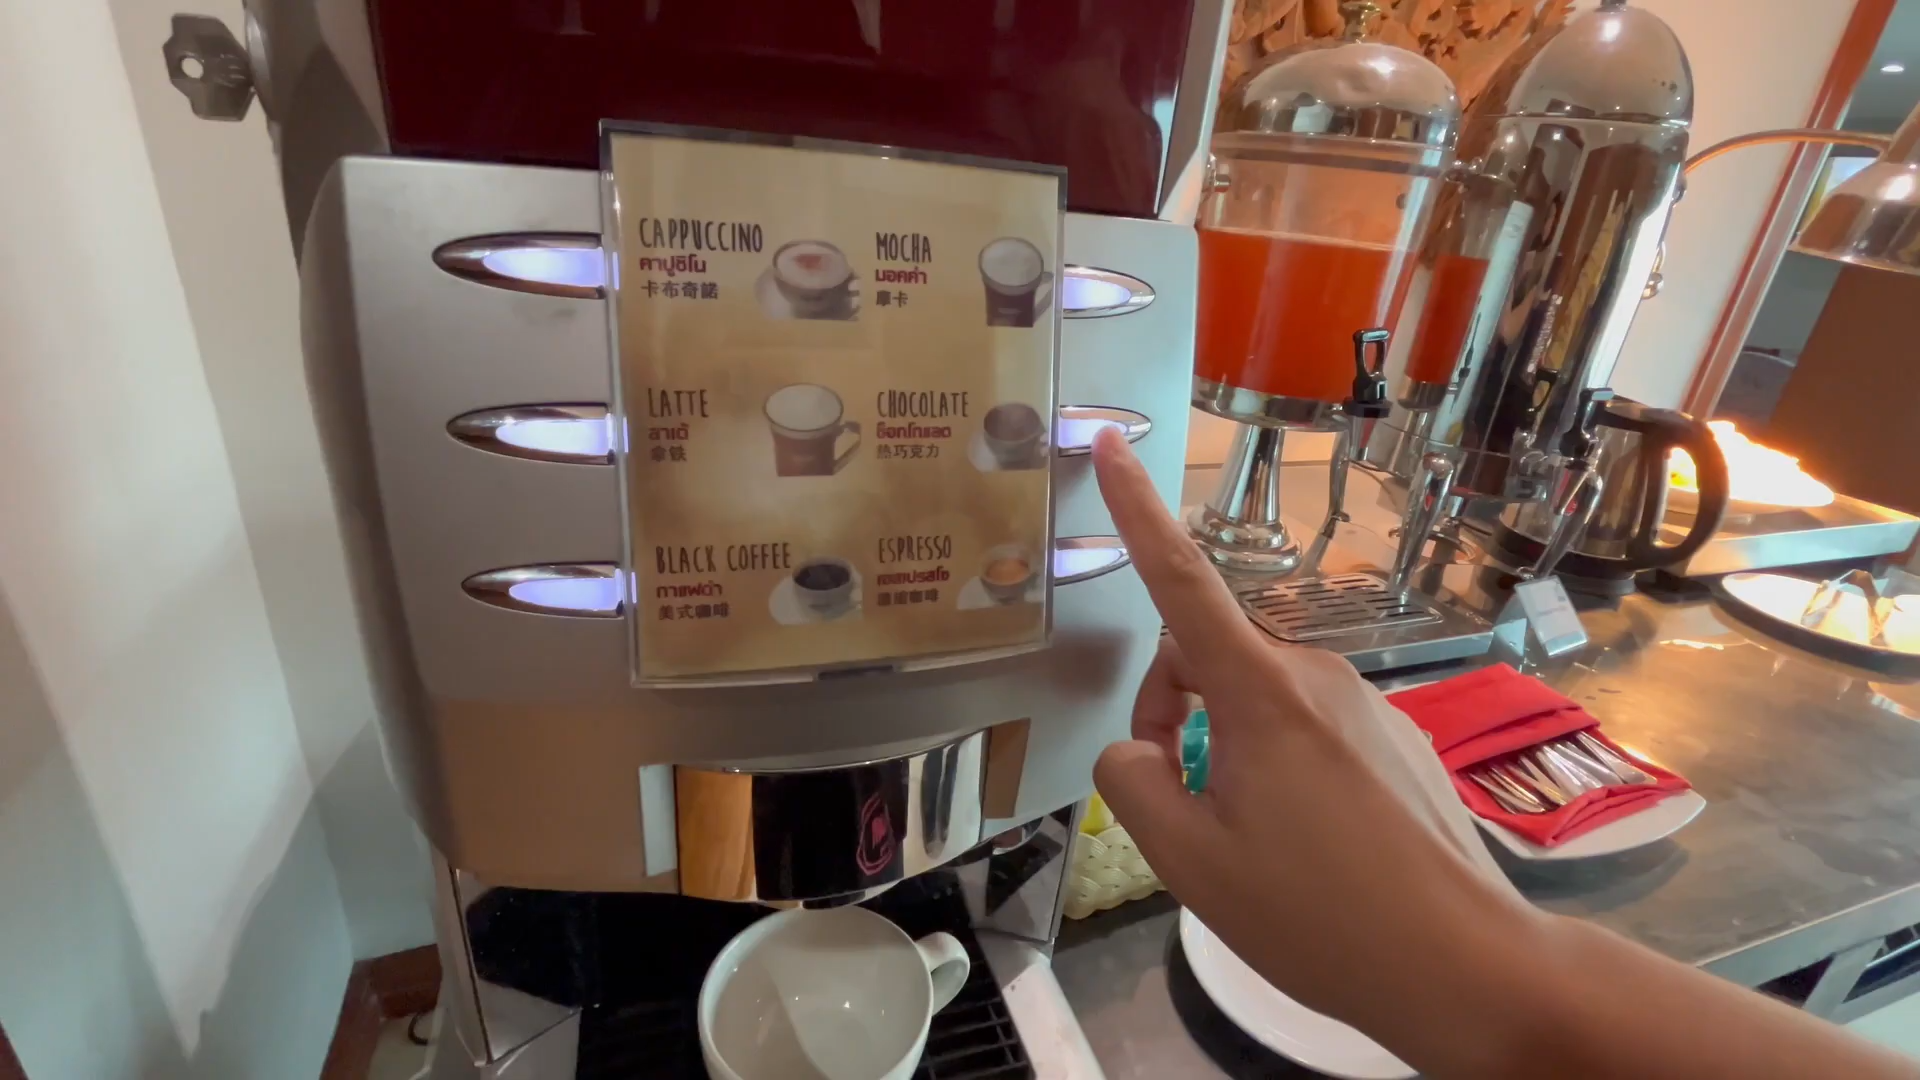 CAPPUCCINO
คาปูชิโน
卡布奇諾
MOCHA
มอคค่า
摩卡
LATTE
ลาเต้
拿铁
CHOCOLATE
ช็อกโกแลต
热巧克力
BLACK COFFEE
กาแฟดำ
美式咖啡
ESPRESSO
เอสเปรสโซ
濃缩咖啡